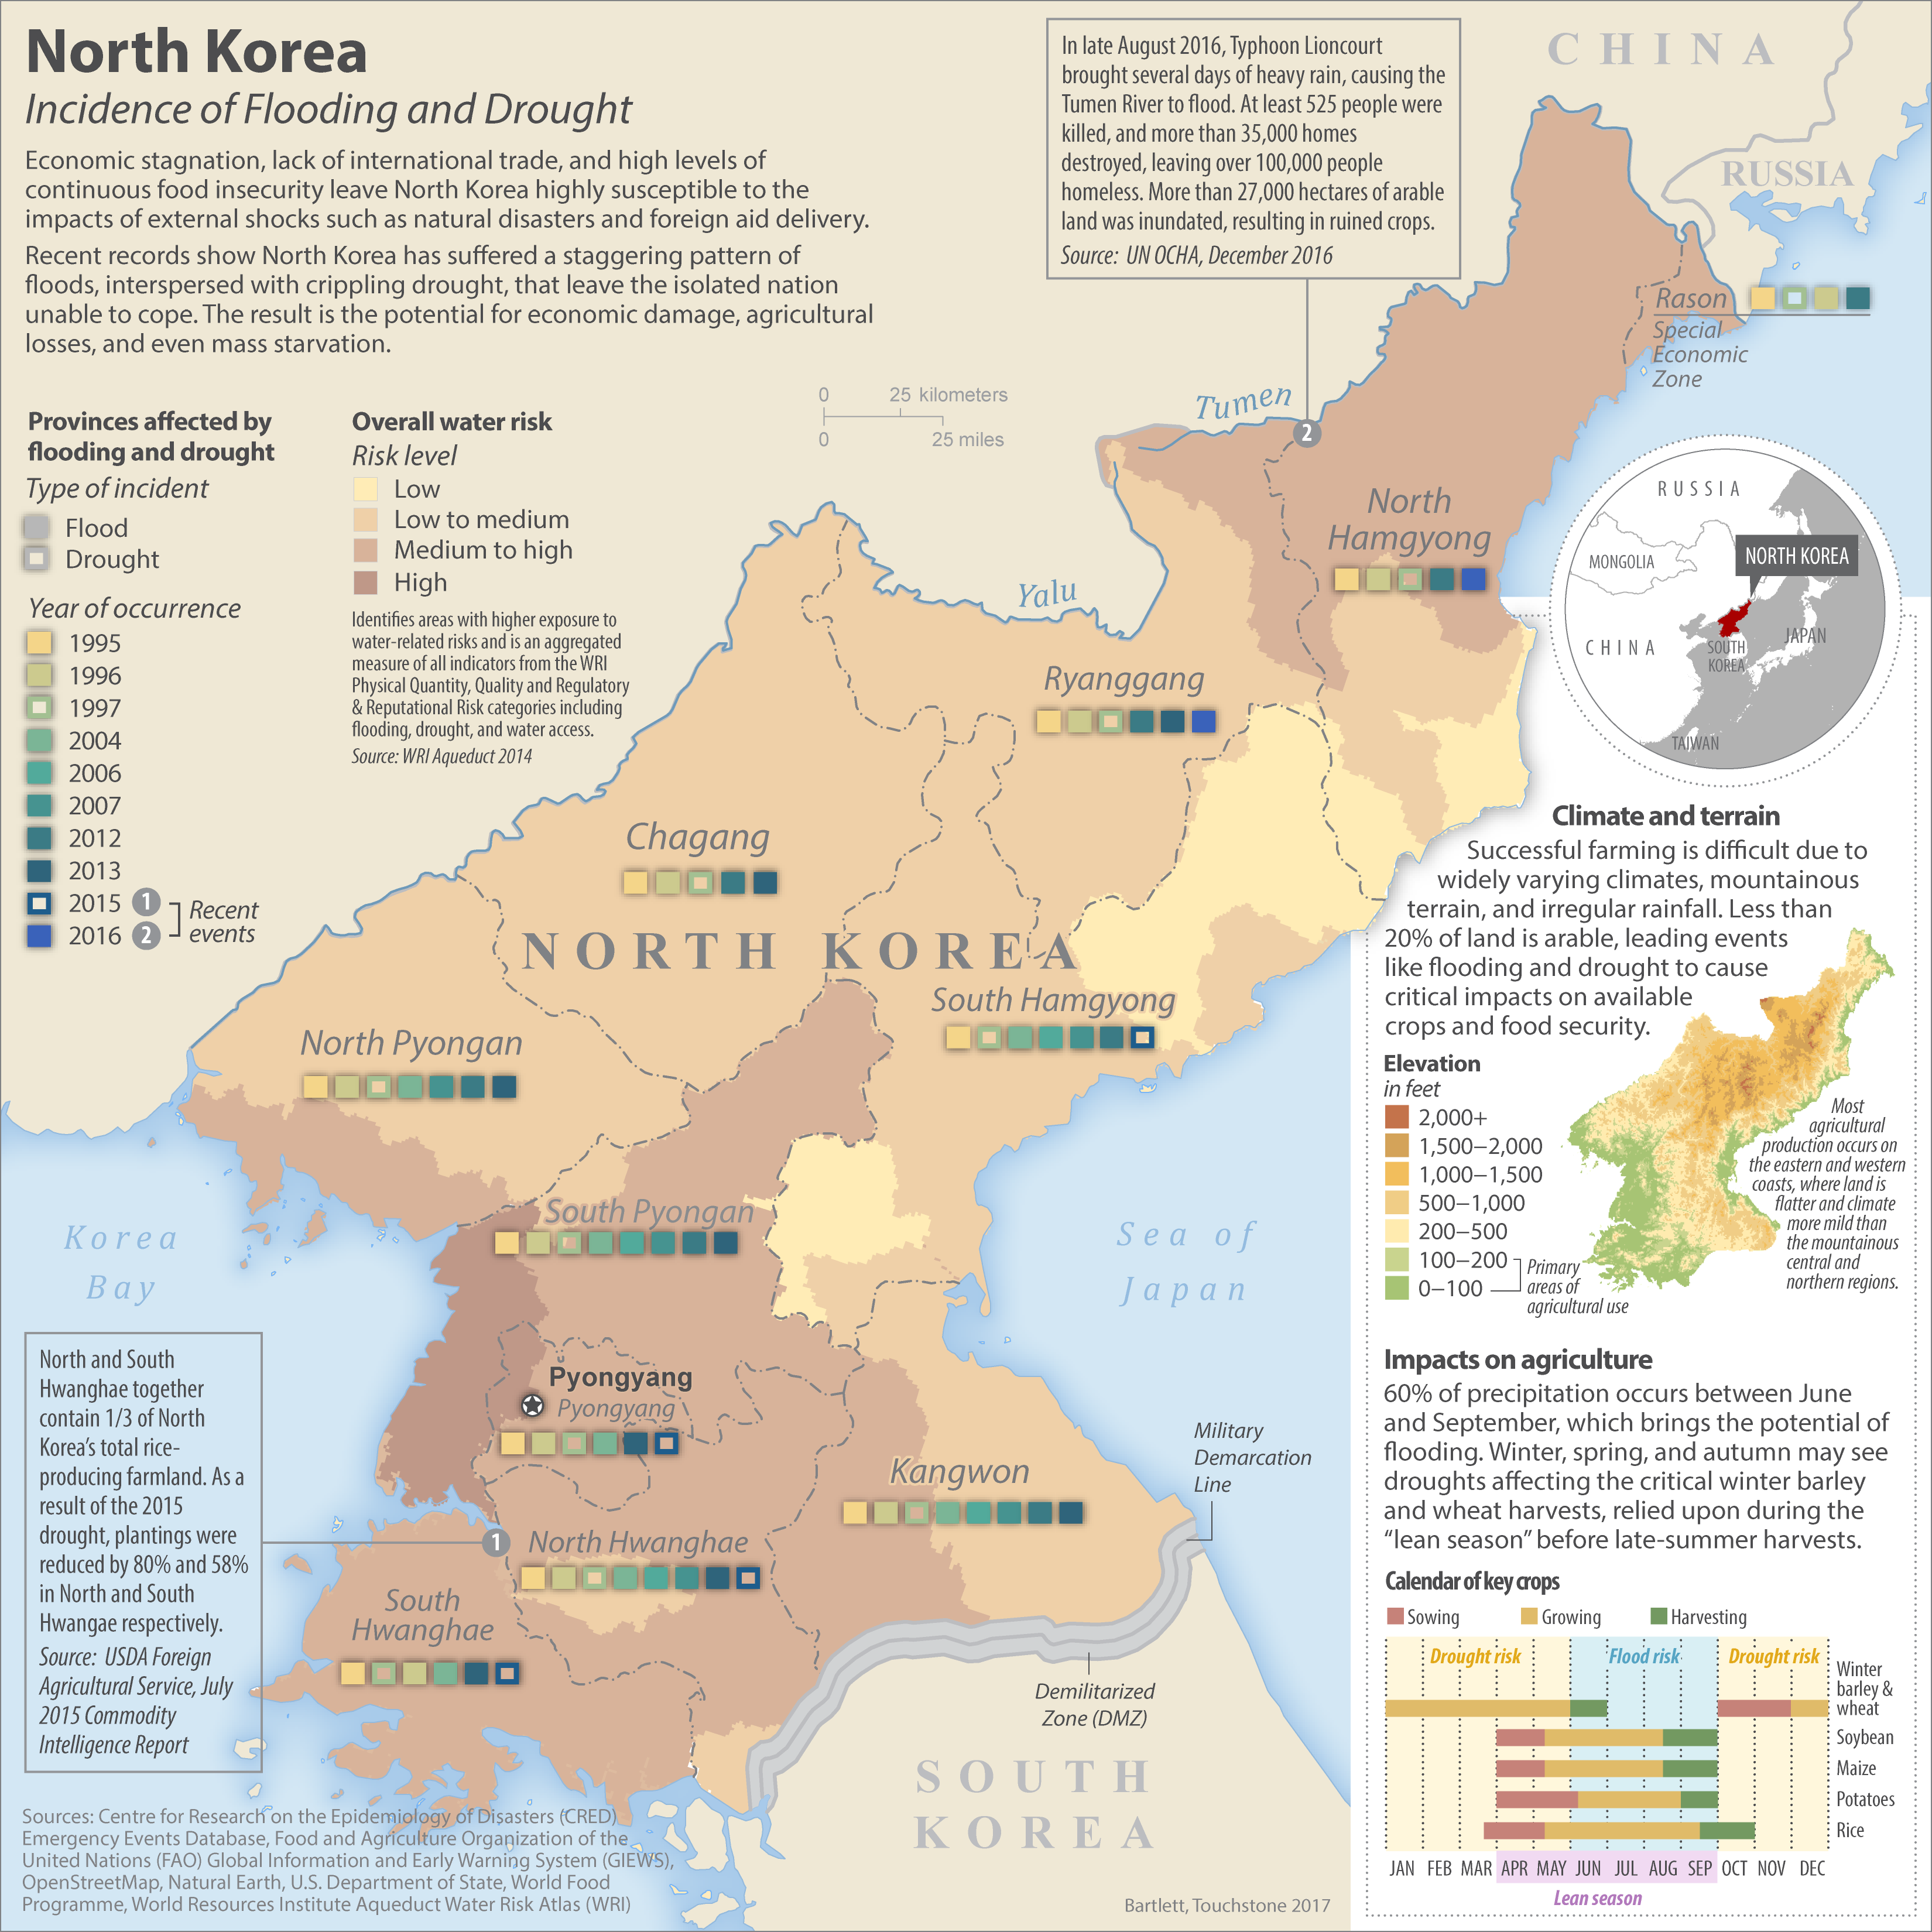 North Korea
Incidence of Flooding and Drought
Economic stagnation, lack of international trade, and high levels of
continuous food insecurity leave North Korea highly susceptible to the
impacts of external shocks such as natural disasters and foreign aid delivery.
Recent records show North Korea has suffered a staggering pattern of
floods, interspersed with crippling drought, that leave the isolated nation
unable to cope. The result is the potential for economic damage, agricultural
losses, and even mass starvation.
In late August 2016, Typhoon Lioncourt
brought several days of heavy rain, causing the
Tumen River to flood. At least 525 people were
killed, and more than 35,000 homes
destroyed, leaving over 100,000 people
homeless. More than 27,000 hectares of arable
land was inundated, resulting in ruined crops.
Source: UN OCHA, December 2016
CHINA
RUSSIA
Rason
Special
Economic
Zone
Provinces affected by
flooding and drought
Type of incident
Flood
Drought
Year of occurrence
1995
1996
1997
2004
2006
2007
2012
2013
2015 1
2016 2
Recent
events
Overall water risk
Risk level
Low
Low to medium
Medium to high
High
Identifies areas with higher exposure to
water-related risks and is an aggregated
measure of all indicators from the WRI
Physical Quantity, Quality and Regulatory
& Reputational Risk categories including
flooding, drought, and water access.
Source: WRI Aqueduct 2014
0 25 kilometers
0 25 miles
Tumen
2
Yalu
North
Hamgyong
Ryanggang
Chagang
NORTH KOREA
South Hamgyong
North Pyongan
South Pyongan
Korea
Bay
Sea of
Japan
Pyongyang
Pyongyang
Kangwon
Military
Demarcation
Line
1
North Hwanghae
South
Hwanghae
Demilitarized
Zone (DMZ)
SOUTH
KOREA
North and South
Hwanghae together
contain 1/3 of North
Korea's total rice-
producing farmland. As a
result of the 2015
drought, plantings were
reduced by 80% and 58%
in North and South
Hwangae respectively.
Source: USDA Foreign
Agricultural Service, July
2015 Commodity
Intelligence Report
RUSSIA
MONGOLIA
NORTH KOREA
CHINA
SOUTH
KOREA
JAPAN
TAIWAN
Climate and terrain
Successful farming is difficult due to
widely varying climates, mountainous
terrain, and irregular rainfall. Less than
20% of land is arable, leading events
like flooding and drought to cause
critical impacts on available
crops and food security.
Elevation
in feet
2,000+
1,500–2,000
1,000–1,500
500–1,000
200–500
100–200
0–100
Primary
areas of
agricultural use
Most
agricultural
production occurs on
the eastern and western
coasts, where land is
flatter and climate
more mild than
the mountainous
central and
northern regions.
Impacts on agriculture
60% of precipitation occurs between June
and September, which brings the potential of
flooding. Winter, spring, and autumn may see
droughts affecting the critical winter barley
and wheat harvests, relied upon during the
“lean season” before late-summer harvests.
Calendar of key crops
Sowing Growing Harvesting
Drought risk Flood risk Drought risk
Winter
barley &
wheat
Soybean
Maize
Potatoes
Rice
JAN FEB MAR APR MAY JUN JUL AUG SEP OCT NOV DEC
Lean season
Sources: Centre for Research on the Epidemiology of Disasters (CRED)
Emergency Events Database, Food and Agriculture Organization of the
United Nations (FAO) Global Information and Early Warning System (GIEWS),
OpenStreetMap, Natural Earth, U.S. Department of State, World Food
Programme, World Resources Institute Aqueduct Water Risk Atlas (WRI)
Bartlett, Touchstone 2017